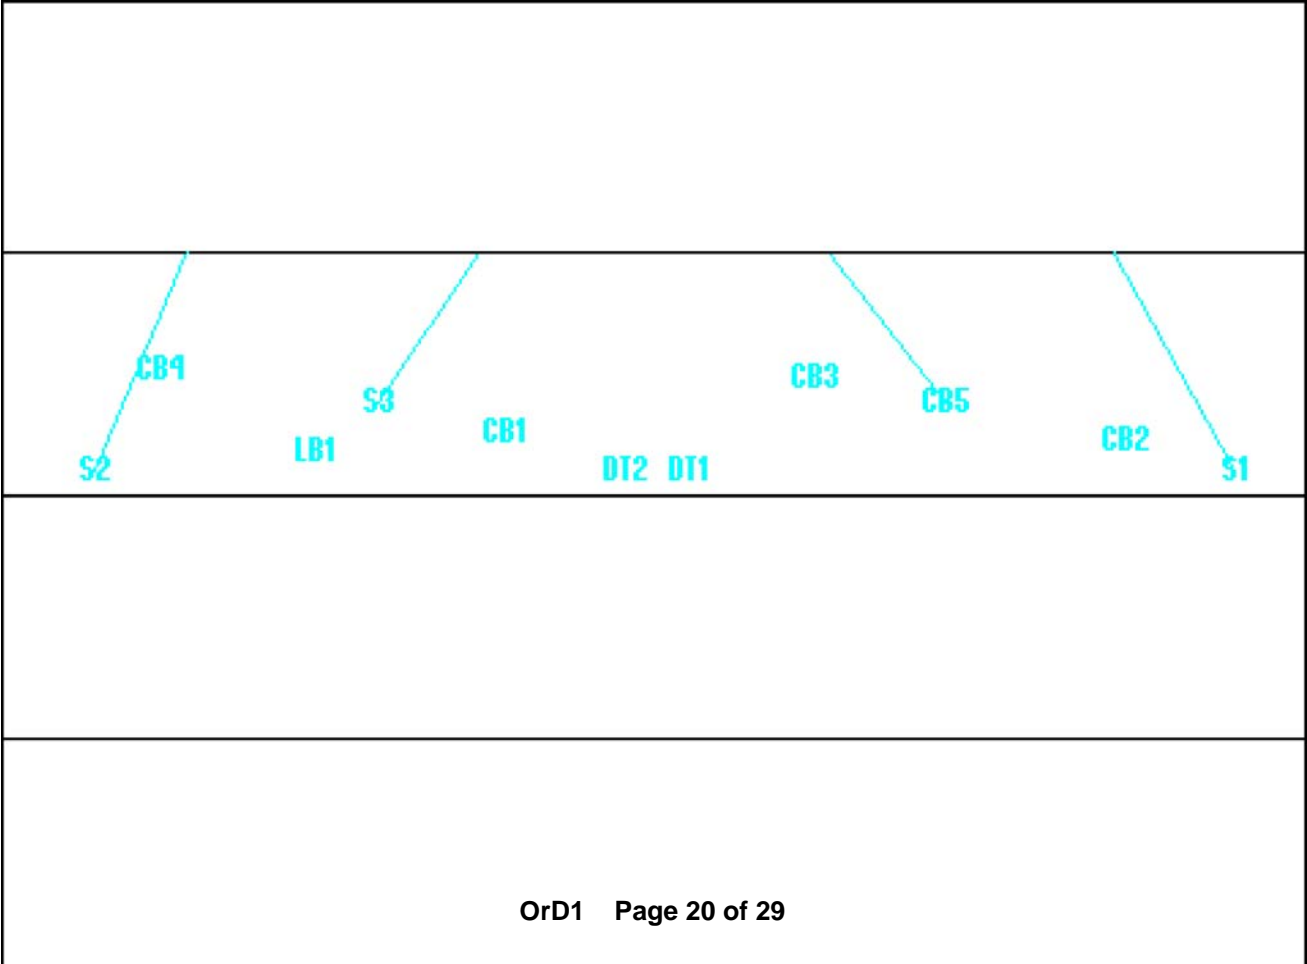 CB4
CB3
S3
CB5
CB1
CB2
LB1
S2
DT2 DT1
S1
OrD1 Page 20 of 29